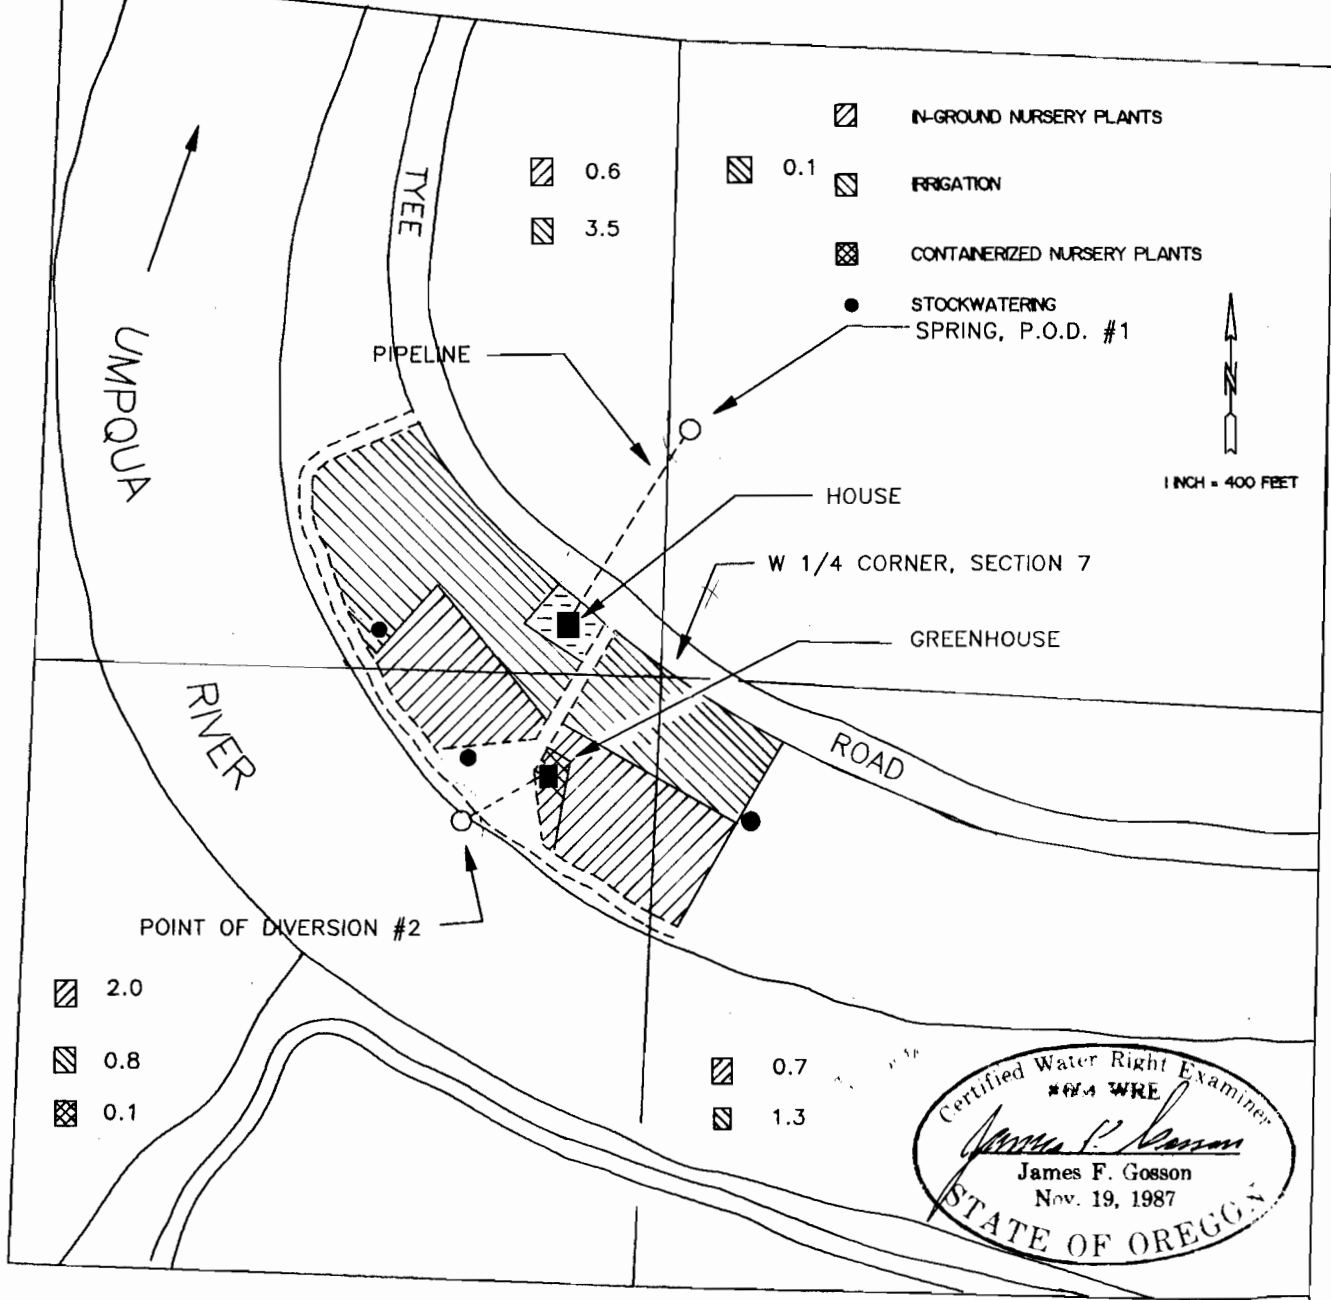 IN-GROUND NURSERY PLANTS
0.6
0.1
IRRIGATION
3.5
CONTAINERIZED NURSERY PLANTS
STOCKWATERING
SPRING, P.O.D. #1
TYEE
PIPELINE
UMPQUA
N
1 INCH = 400 FEET
HOUSE
W 1/4 CORNER, SECTION 7
GREENHOUSE
RIVER
ROAD
POINT OF DIVERSION #2
2.0
0.8
0.1
0.7
1.3
Certified Water Right Examiner
WRE
James F. Gosson
James F. Gosson
Nov. 19, 1987
STATE OF OREGON